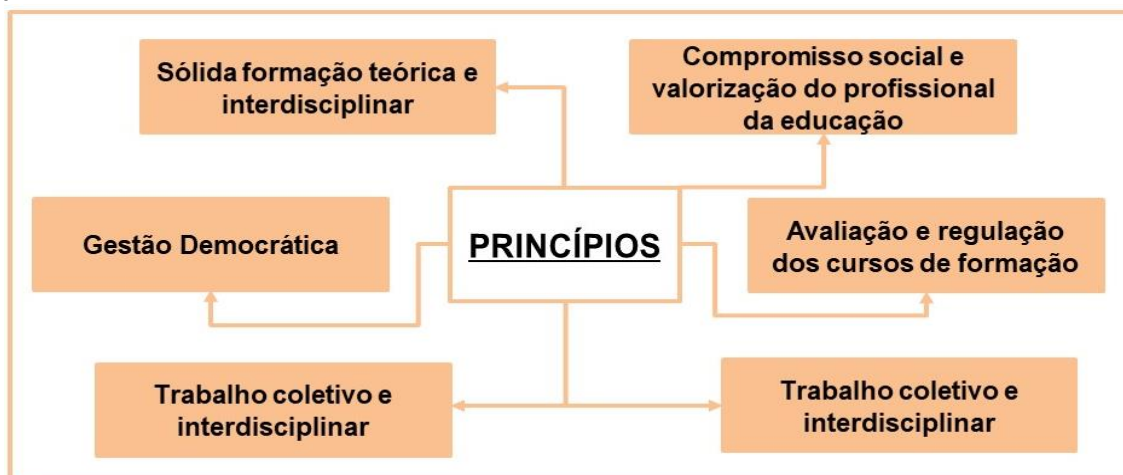 Sólida formação teórica e
interdisciplinar
Compromisso social e
valorização do profissional
da educação
Gestão Democrática
PRINCÍPIOS
Avaliação e regulação
dos cursos de formação
Trabalho coletivo e
interdisciplinar
Trabalho coletivo e
interdisciplinar